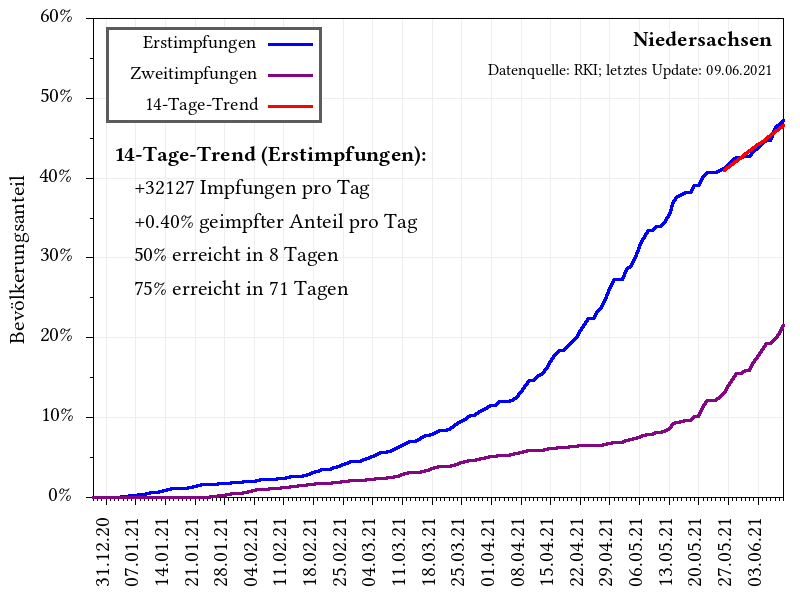 60%
50%
40%
30%
20%
10%
0%
Bevölkerungsanteil
Erstimpfungen
Zweitimpfungen
14-Tage-Trend
Niedersachsen
Datenquelle: RKI; letztes Update: 09.06.2021
14-Tage-Trend (Erstimpfungen):
+32127 Impfungen pro Tag
+0.40% geimpfter Anteil pro Tag
50% erreicht in 8 Tagen
75% erreicht in 71 Tagen
31.12.20
07.01.21
14.01.21
21.01.21
28.01.21
04.02.21
11.02.21
18.02.21
25.02.21
04.03.21
11.03.21
18.03.21
25.03.21
01.04.21
08.04.21
15.04.21
22.04.21
29.04.21
06.05.21
13.05.21
20.05.21
27.05.21
03.06.21